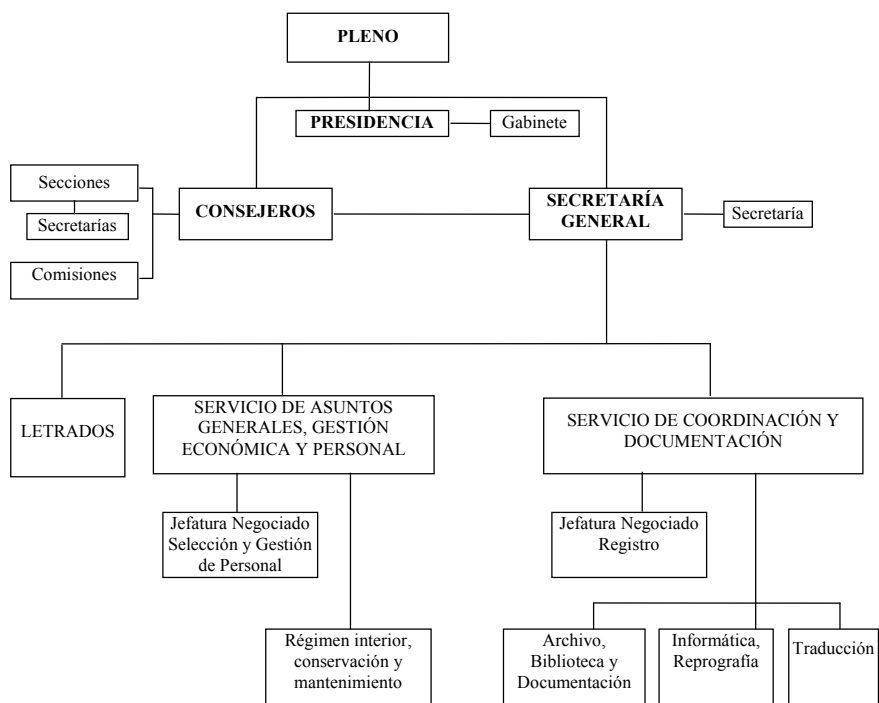 PLENO
PRESIDENCIA
Gabinete
Secciones
Secretarías
Comisiones
CONSEJEROS
SECRETARÍA
GENERAL
Secretaría
LETRADOS
SERVICIO DE ASUNTOS
GENERALES, GESTIÓN
ECONÓMICA Y PERSONAL
SERVICIO DE COORDINACIÓN Y
DOCUMENTACIÓN
Jefatura Negociado
Selección y Gestión
de Personal
Jefatura Negociado
Registro
Régimen interior,
conservación y
mantenimiento
Archivo,
Biblioteca y
Documentación
Informática,
Reprografía
Traducción